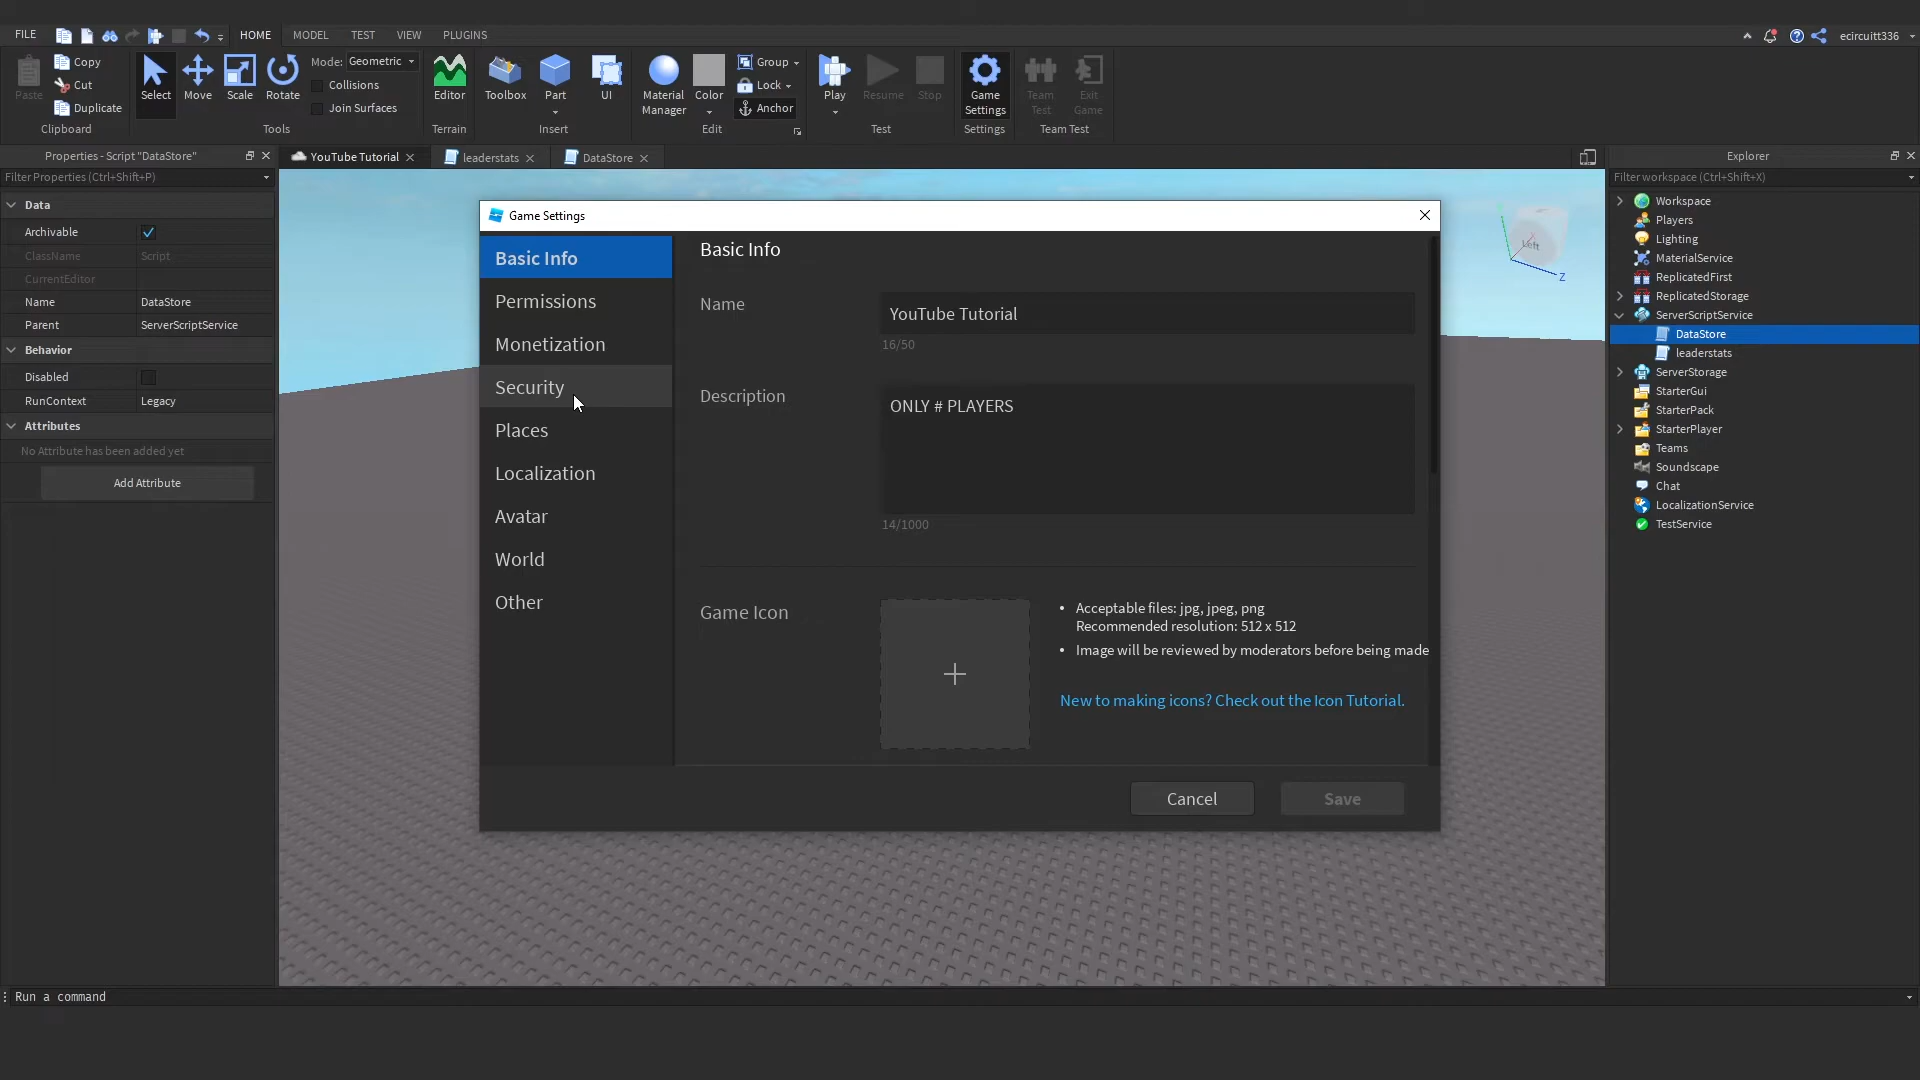 FILE HOME MODEL TEST VIEW PLUGINS ecircuitt336
Paste Copy Cut Duplicate Clipboard
Select Move Scale Rotate Mode: Geometric Collisions Join Surfaces Tools
Editor Terrain
Toolbox Part UI Insert
Material Manager Color Group Lock Anchor Edit
Play Resume Stop Test
Game Settings Settings
Team Test Exit Game Team Test
Properties - Script "DataStore"
YouTube Tutorial leaderstats DataStore
Explorer
Filter Properties (Ctrl+Shift+P)
Data
Archivable
ClassName Script
CurrentEditor
Name DataStore
Parent ServerScriptService
Behavior
Disabled
RunContext Legacy
Attributes
No Attribute has been added yet
Add Attribute
Game Settings
Basic Info
Permissions
Monetization
Security
Places
Localization
Avatar
World
Other
Basic Info
Name YouTube Tutorial
16/50
Description ONLY # PLAYERS
14/1000
Game Icon
• Acceptable files: jpg, jpeg, png
Recommended resolution: 512 x 512
• Image will be reviewed by moderators before being made
New to making icons? Check out the Icon Tutorial.
Cancel Save
Left
Z
Filter workspace (Ctrl+Shift+X)
Workspace
Players
Lighting
MaterialService
ReplicatedFirst
ReplicatedStorage
ServerScriptService
DataStore
leaderstats
ServerStorage
StarterGui
StarterPack
StarterPlayer
Teams
Soundscape
Chat
LocalizationService
TestService
Run a command